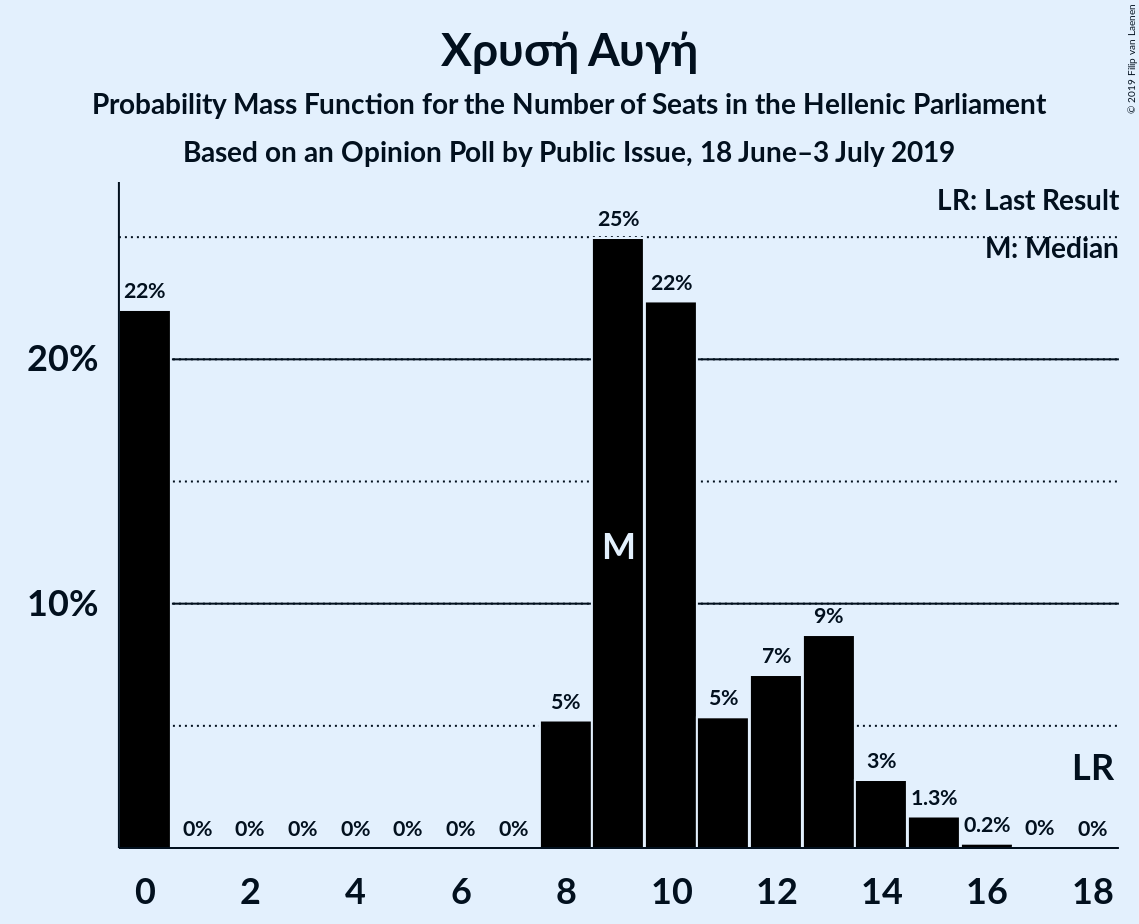 Χρυσή Αυγή
Probability Mass Function for the Number of Seats in the Hellenic Parliament
Based on an Opinion Poll by Public Issue, 18 June–3 July 2019
© 2019 Filip van Laenen
LR: Last Result
M: Median
25%
22%
22%
20%
M
10%
9%
7%
5%
5%
3%
LR
1.3%
0.2%
0% 0% 0% 0% 0% 0% 0% 0% 0%
0 2 4 6 8 10 12 14 16 18